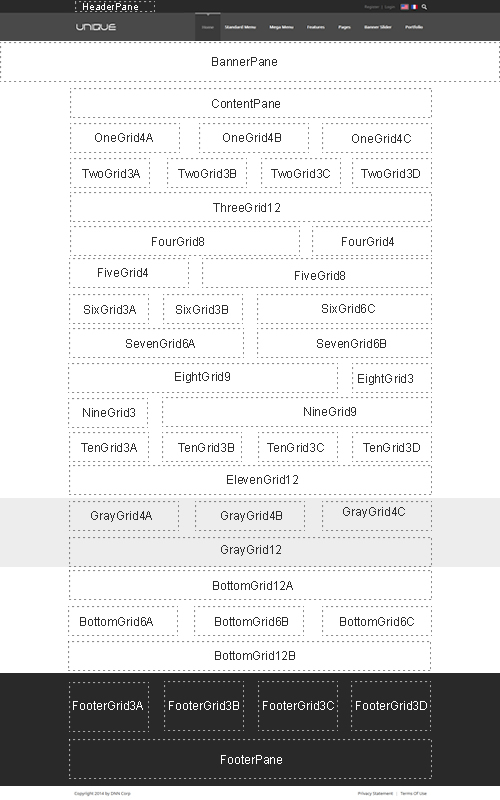 HeaderPane
Register | Login
UNIQUE
Home Standard Menu Mega Menu Features Pages Banner Slider Portfolio
BannerPane
ContentPane
OneGrid4A OneGrid4B OneGrid4C
TwoGrid3A TwoGrid3B TwoGrid3C TwoGrid3D
ThreeGrid12
FourGrid8 FourGrid4
FiveGrid4 FiveGrid8
SixGrid3A SixGrid3B SixGrid6C
SevenGrid6A SevenGrid6B
EightGrid9 EightGrid3
NineGrid3 NineGrid9
TenGrid3A TenGrid3B TenGrid3C TenGrid3D
ElevenGrid12
GrayGrid4A GrayGrid4B GrayGrid4C
GrayGrid12
BottomGrid12A
BottomGrid6A BottomGrid6B BottomGrid6C
BottomGrid12B
FooterGrid3A FooterGrid3B FooterGrid3C FooterGrid3D
FooterPane
Copyright 2014 by DNN Corp Privacy Statement | Terms Of Use